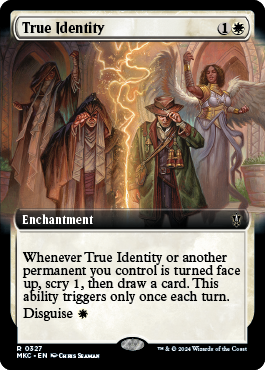 True Identity 1
Enchantment
Whenever True Identity or another
permanent you control is turned face
up, scry 1, then draw a card. This
ability triggers only once each turn.
Disguise
R 0327
MKC • EN Chris Seaman
™ & © 2024 Wizards of the Coast